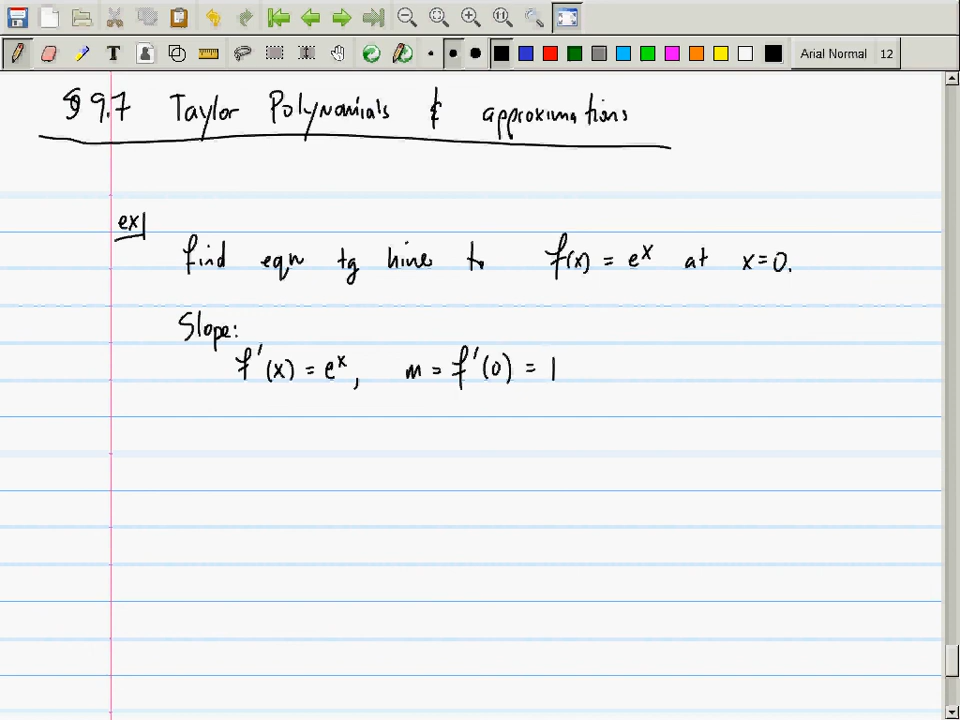 Arial Normal 12
§ 9.7 Taylor Polynomials & approximations
ex1
find eqn tg line to f(x) = e^x at x=0.
Slope:
f'(x) = e^x, m = f'(0) = 1